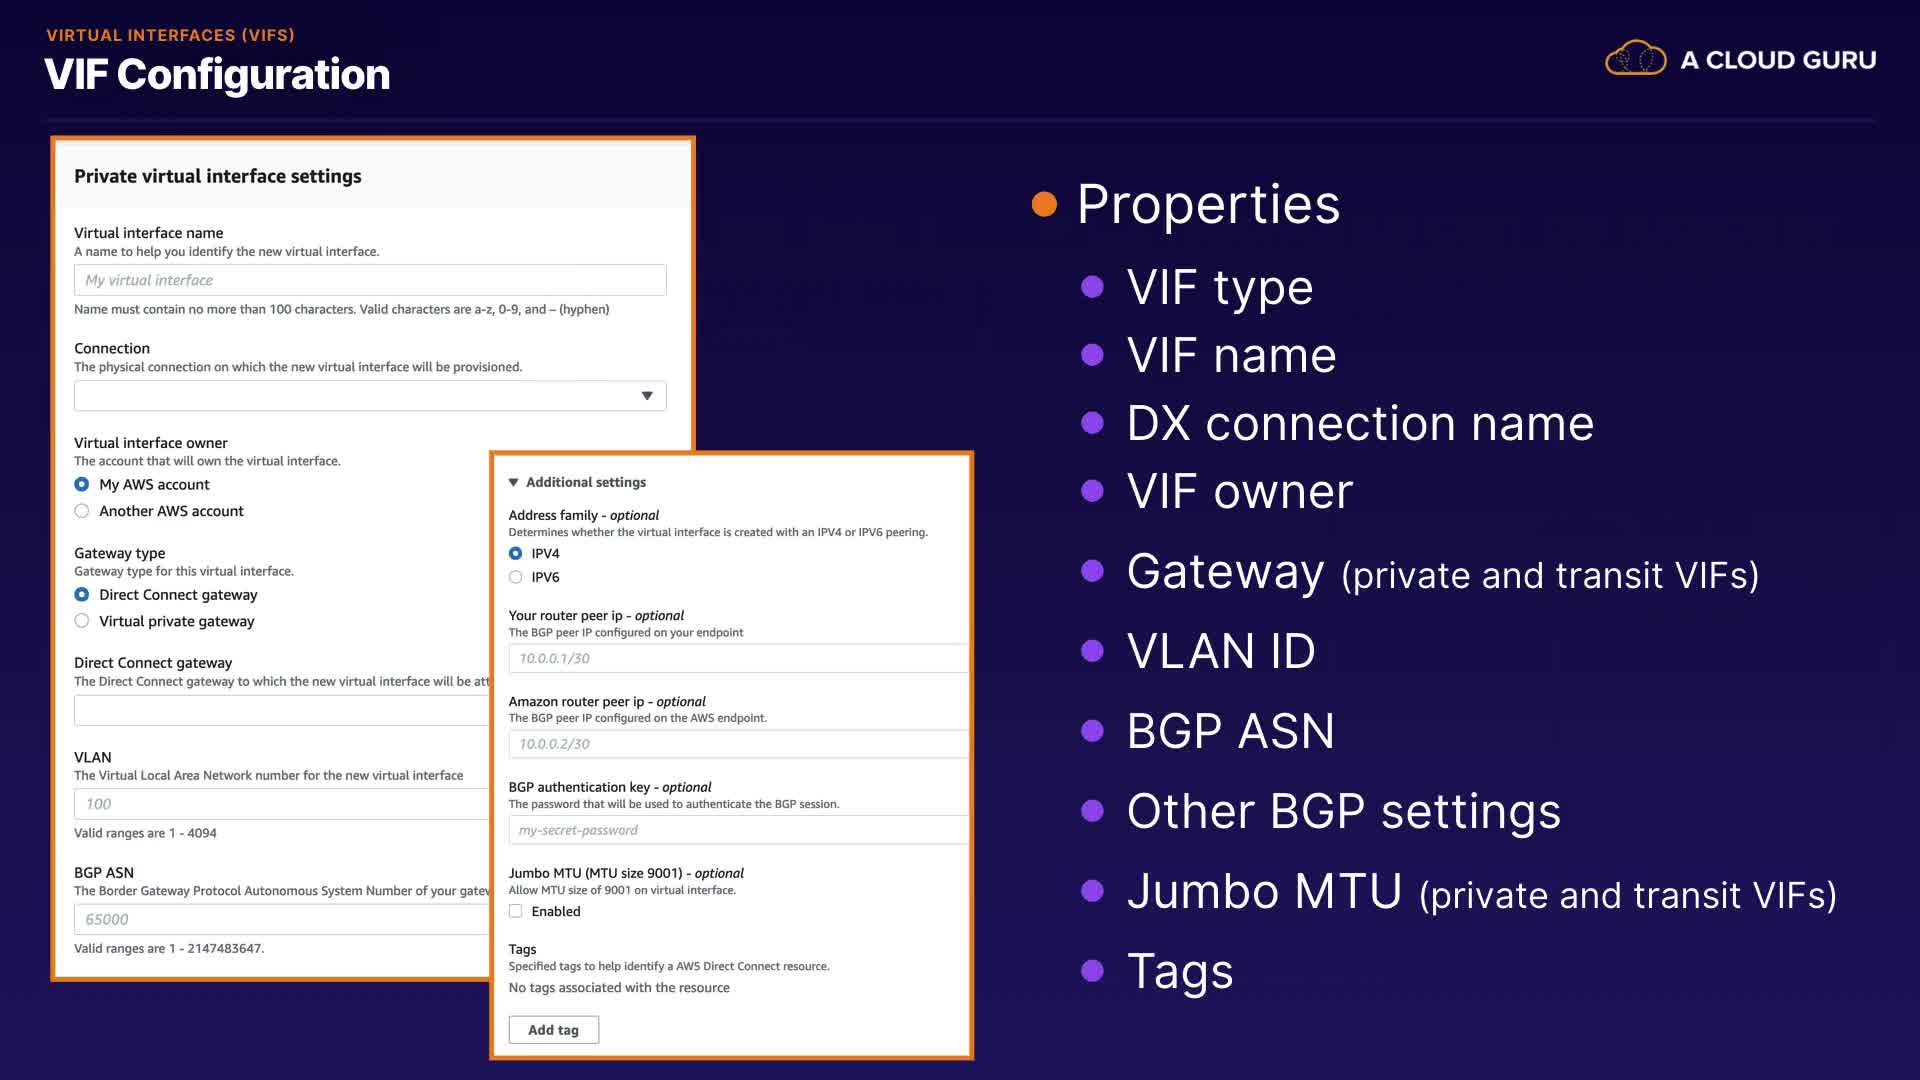 VIRTUAL INTERFACES (VIFS)
VIF Configuration
A CLOUD GURU
Private virtual interface settings
Virtual interface name
A name to help you identify the new virtual interface.
My virtual interface
Name must contain no more than 100 characters. Valid characters are a-z, 0-9, and – (hyphen)
Connection
The physical connection on which the new virtual interface will be provisioned.
Virtual interface owner
The account that will own the virtual interface.
My AWS account
Another AWS account
Gateway type
Gateway type for this virtual interface.
Direct Connect gateway
Virtual private gateway
Direct Connect gateway
The Direct Connect gateway to which the new virtual interface will be att
VLAN
The Virtual Local Area Network number for the new virtual interface
100
Valid ranges are 1 - 4094
BGP ASN
The Border Gateway Protocol Autonomous System Number of your gatew
65000
Valid ranges are 1 - 2147483647.
Additional settings
Address family - optional
Determines whether the virtual interface is created with an IPV4 or IPV6 peering.
IPV4
IPV6
Your router peer ip - optional
The BGP peer IP configured on your endpoint
10.0.0.1/30
Amazon router peer ip - optional
The BGP peer IP configured on the AWS endpoint.
10.0.0.2/30
BGP authentication key - optional
The password that will be used to authenticate the BGP session.
my-secret-password
Jumbo MTU (MTU size 9001) - optional
Allow MTU size of 9001 on virtual interface.
Enabled
Tags
Specified tags to help identify a AWS Direct Connect resource.
No tags associated with the resource
Add tag
Properties
VIF type
VIF name
DX connection name
VIF owner
Gateway (private and transit VIFs)
VLAN ID
BGP ASN
Other BGP settings
Jumbo MTU (private and transit VIFs)
Tags